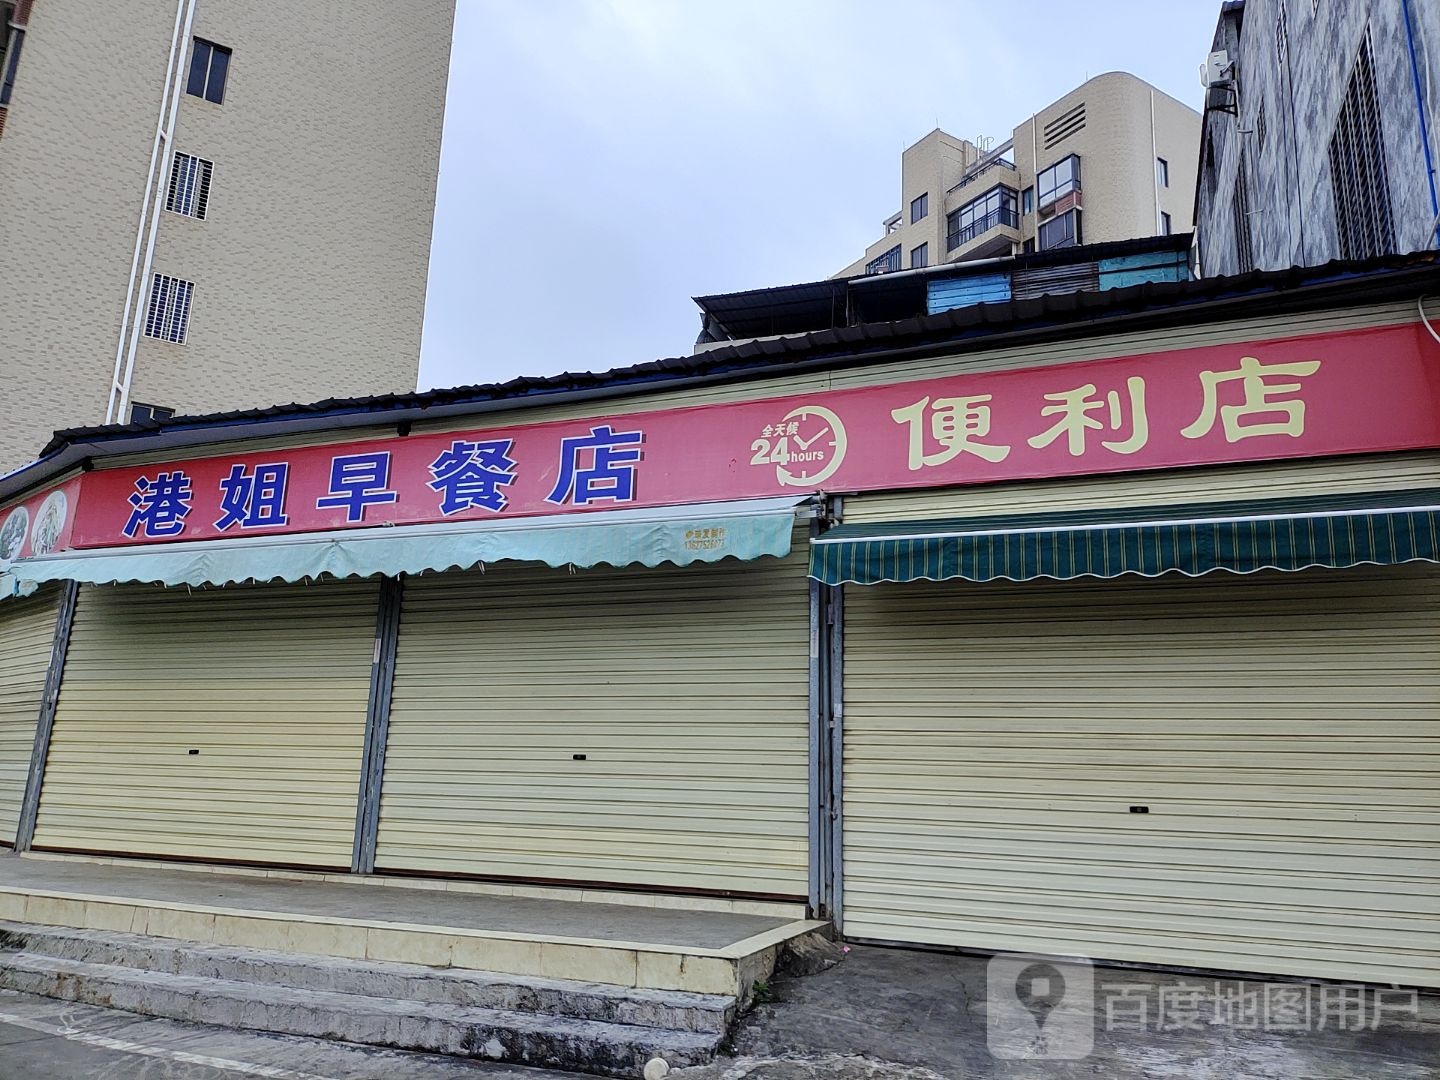 港姐早餐店
全天候
24hours
便利店
百度地图用户